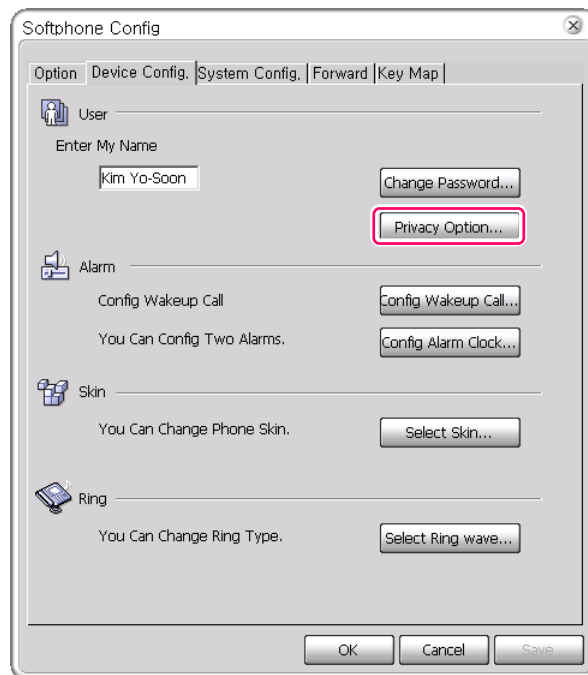 Softphone Config
Option Device Config. System Config. Forward Key Map
User
Enter My Name
Kim Yo-Soon
Change Password...
Privacy Option...
Alarm
Config Wakeup Call
Config Wakeup Call...
You Can Config Two Alarms.
Config Alarm Clock...
Skin
You Can Change Phone Skin.
Select Skin...
Ring
You Can Change Ring Type.
Select Ring wave...
OK Cancel Save